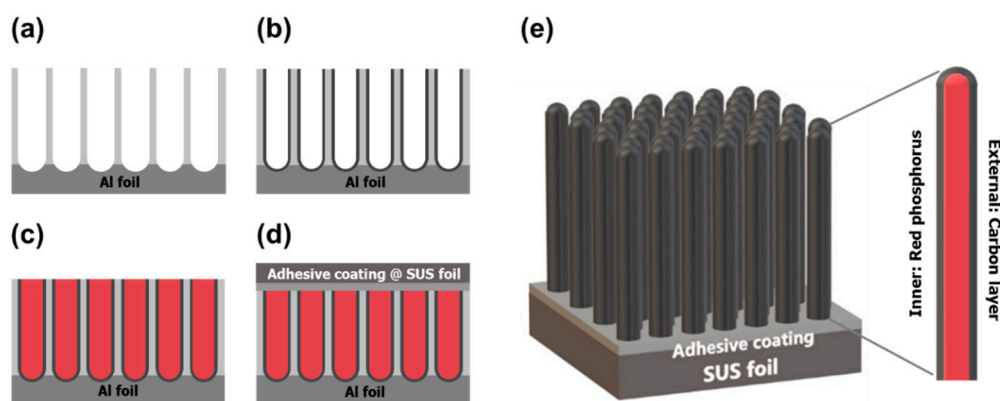 (a)
Al foil
(b)
Al foil
(c)
Al foil
(d)
Adhesive coating @ SUS foil
Al foil
(e)
Adhesive coating
SUS foil
Inner: Red phosphorus
External: Carbon layer